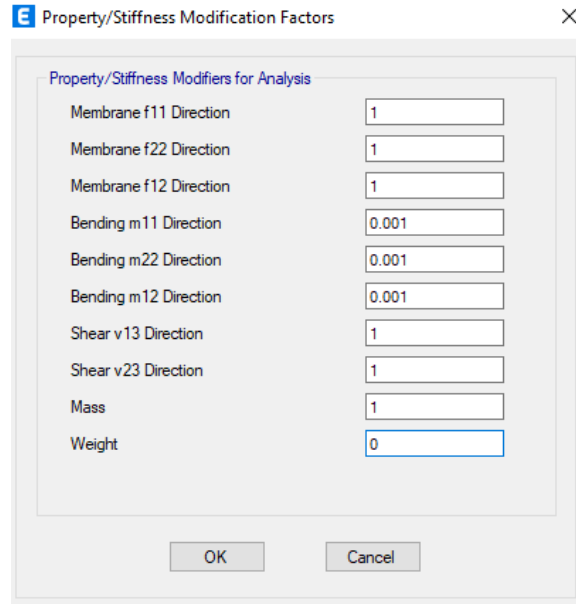 E Property/Stiffness Modification Factors
Property/Stiffness Modifiers for Analysis
Membrane f11 Direction 1
Membrane f22 Direction 1
Membrane f12 Direction 1
Bending m11 Direction 0.001
Bending m22 Direction 0.001
Bending m12 Direction 0.001
Shear v13 Direction 1
Shear v23 Direction 1
Mass 1
Weight 0
OK Cancel